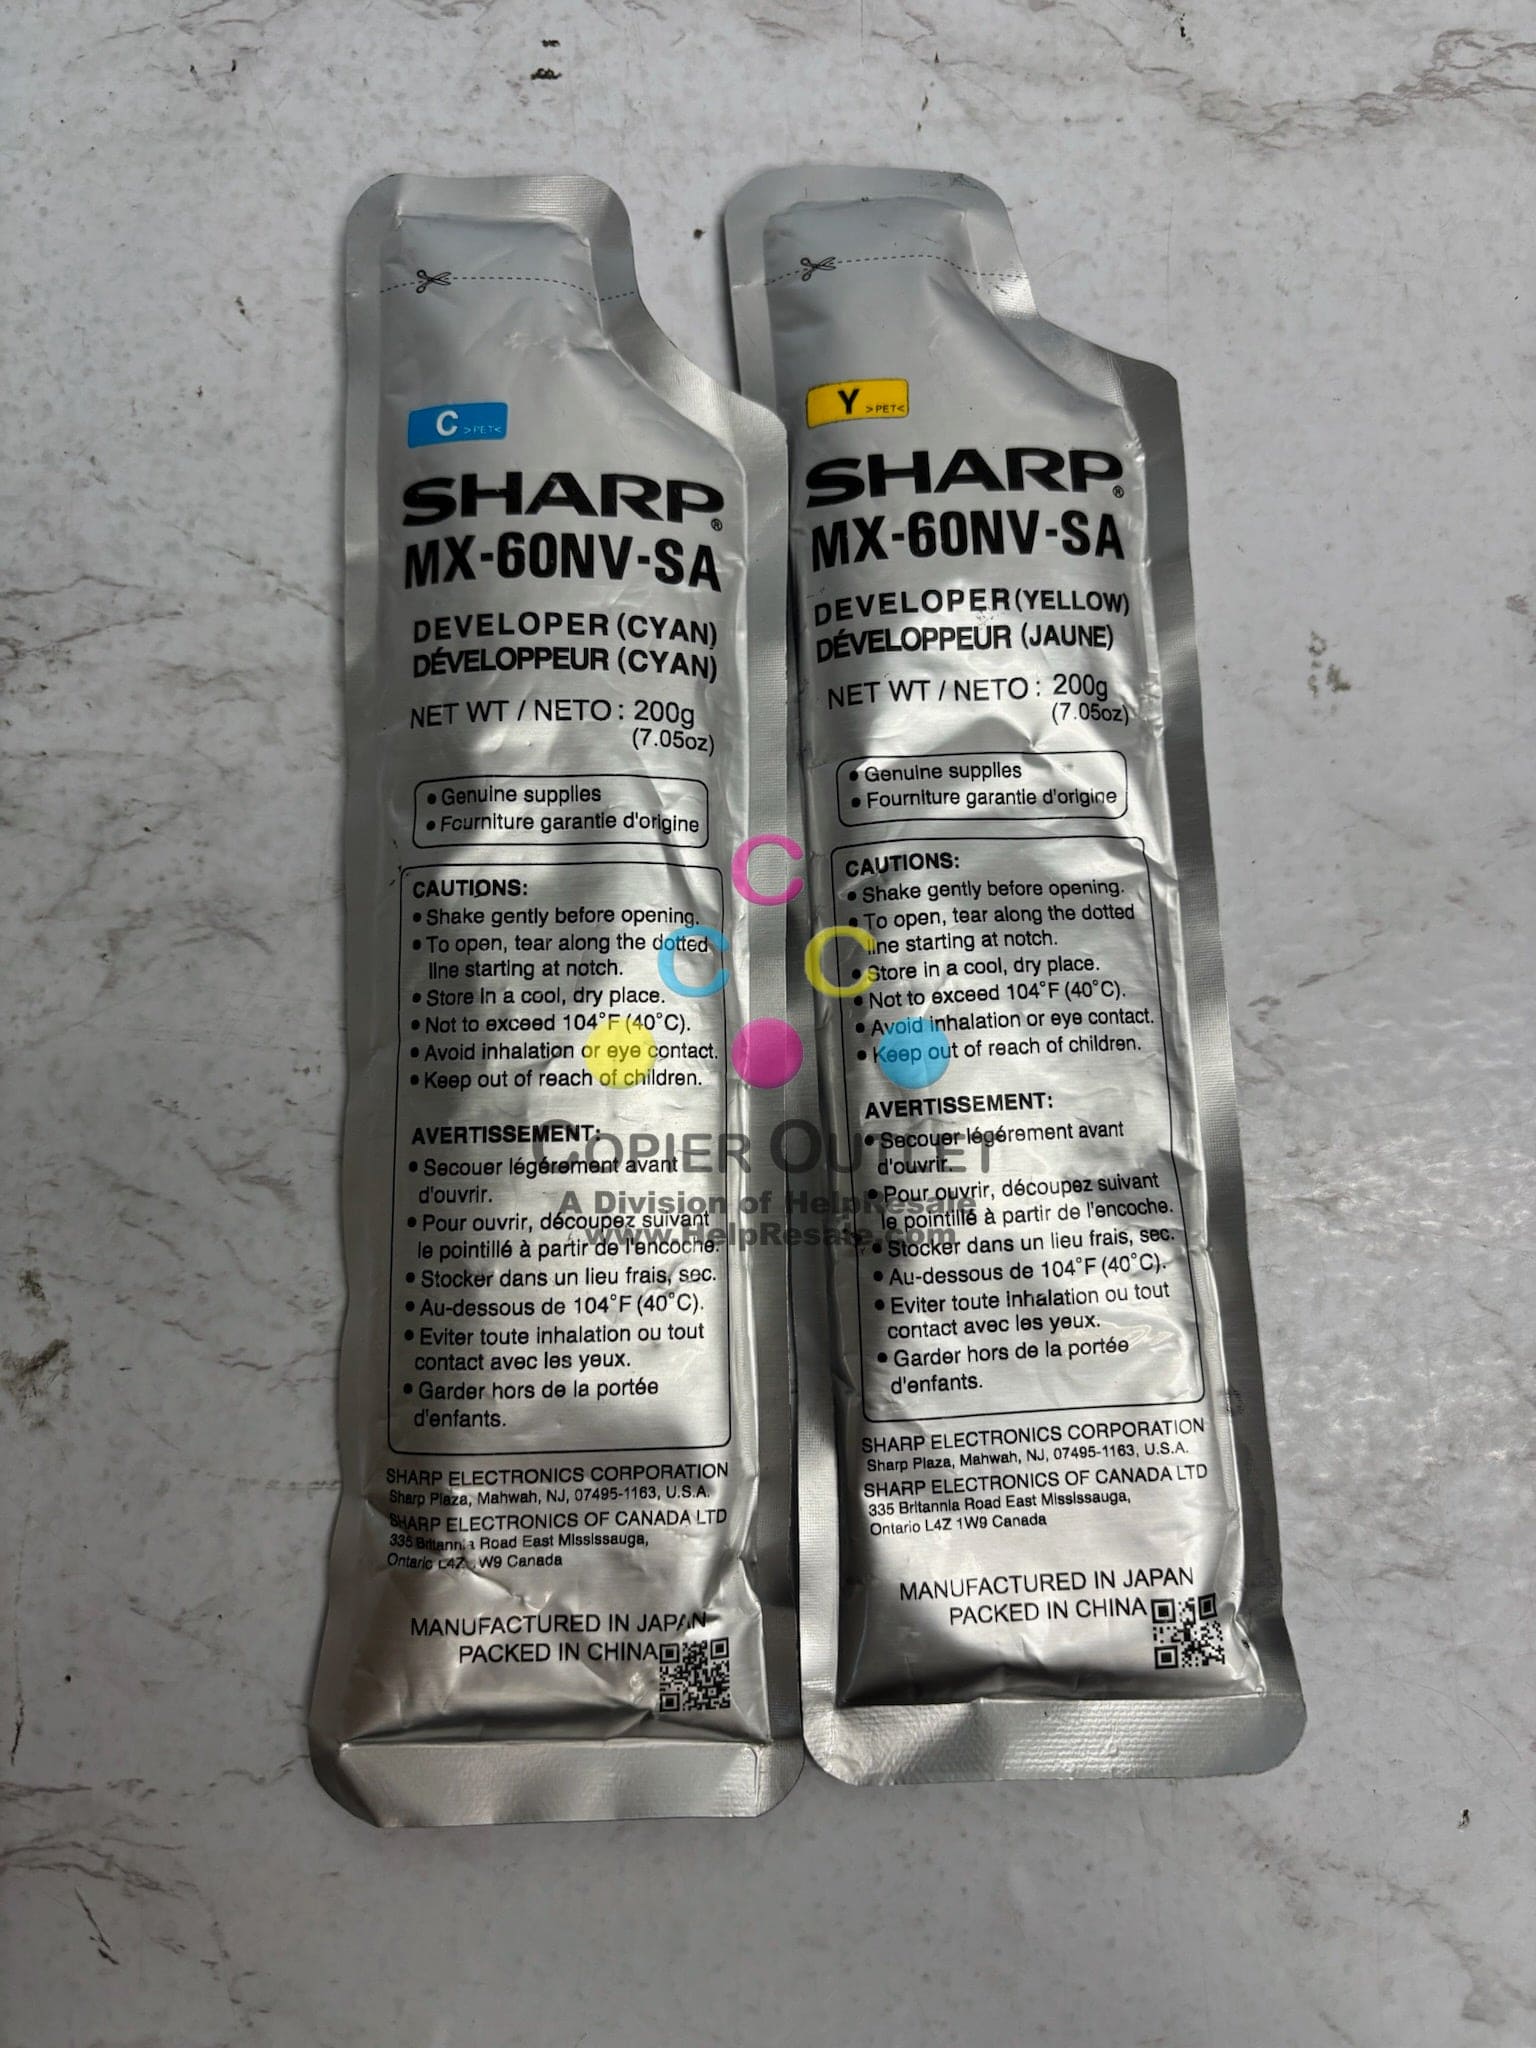 C >PET<
SHARP®
MX-60NV-SA
DEVELOPER (CYAN)
DÉVELOPPEUR (CYAN)
NET WT / NETO : 200g
(7.05oz)
• Genuine supplies
• Fourniture garantie d'origine
CAUTIONS:
• Shake gently before opening.
• To open, tear along the dotted
line starting at notch.
• Store in a cool, dry place.
• Not to exceed 104°F (40°C).
• Avoid inhalation or eye contact.
• Keep out of reach of children.
AVERTISSEMENT:
• Secouer légérement avant
d'ouvrir.
• Pour ouvrir, découpez suivant
le pointillé à partir de l'encoche.
• Stocker dans un lieu frais, sec.
• Au-dessous de 104°F (40°C).
• Eviter toute inhalation ou tout
contact avec les yeux.
• Garder hors de la portée
d'enfants.
SHARP ELECTRONICS CORPORATION
Sharp Plaza, Mahwah, NJ, 07495-1163, U.S.A.
SHARP ELECTRONICS OF CANADA LTD
335 Britannia Road East Mississauga,
Ontario L4Z 1W9 Canada
MANUFACTURED IN JAPAN
PACKED IN CHINA
Y >PET<
SHARP®
MX-60NV-SA
DEVELOPER (YELLOW)
DÉVELOPPEUR (JAUNE)
NET WT / NETO : 200g
(7.05oz)
• Genuine supplies
• Fourniture garantie d'origine
CAUTIONS:
• Shake gently before opening.
• To open, tear along the dotted
line starting at notch.
• Store in a cool, dry place.
• Not to exceed 104°F (40°C).
• Avoid inhalation or eye contact.
• Keep out of reach of children.
AVERTISSEMENT:
• Secouer légérement avant
d'ouvrir.
• Pour ouvrir, découpez suivant
le pointillé à partir de l'encoche.
• Stocker dans un lieu frais, sec.
• Au-dessous de 104°F (40°C).
• Eviter toute inhalation ou tout
contact avec les yeux.
• Garder hors de la portée
d'enfants.
SHARP ELECTRONICS CORPORATION
Sharp Plaza, Mahwah, NJ, 07495-1163, U.S.A.
SHARP ELECTRONICS OF CANADA LTD
335 Britannia Road East Mississauga,
Ontario L4Z 1W9 Canada
MANUFACTURED IN JAPAN
PACKED IN CHINA
C
C C
COPIER OUTLET
A Division of HelpResale
www.HelpResale.com